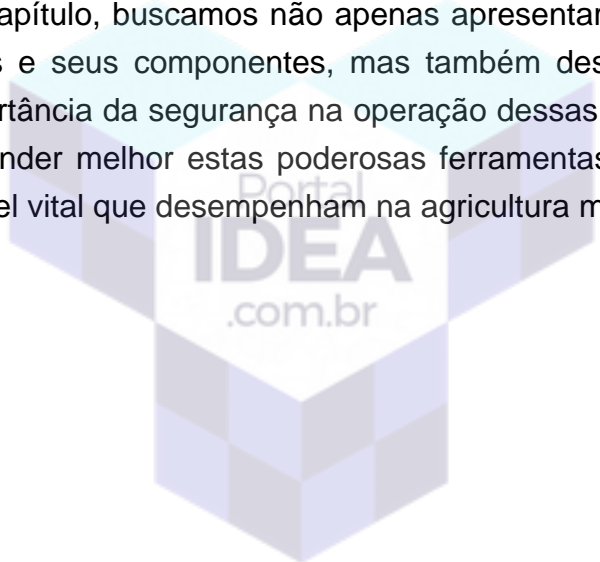 apítulo, buscamos não apenas apresentar
s e seus componentes, mas também des
rtância da segurança na operação dessas
nder melhor estas poderosas ferramentas
el vital que desempenham na agricultura m
Portal
IDEA
.com.br